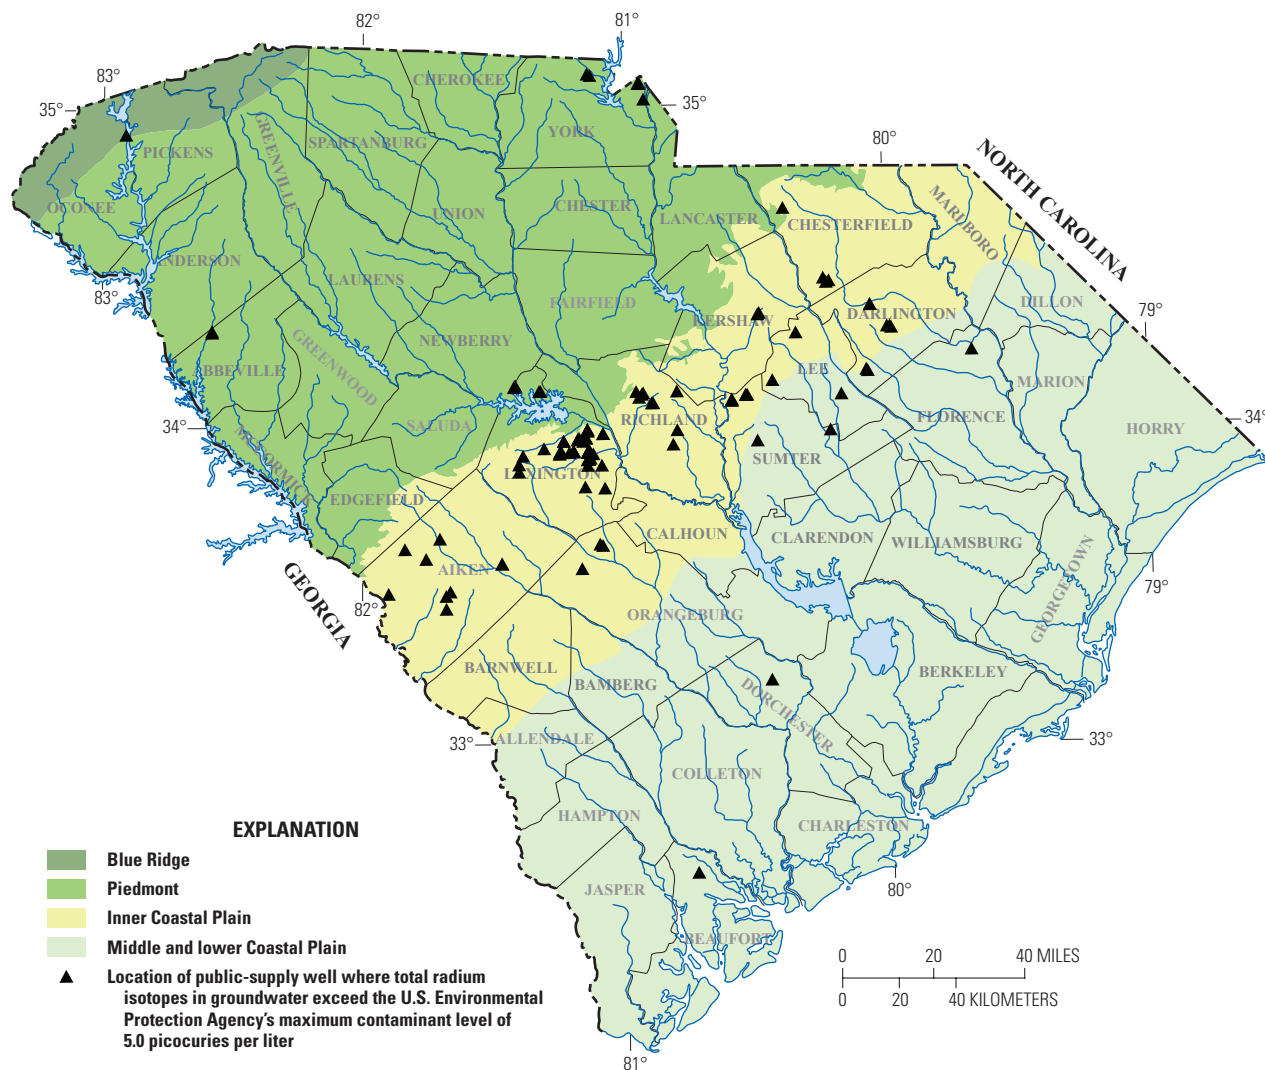 82°
81°
83°
35°
CHEROKEE
35°
YORK
GREENVILLE
SPARTANBURG
PICKENS
80°
NORTH CAROLINA
OCONEE
UNION
CHESTER
LANCASTER
CHESTERFIELD
MARLBORO
ANDERSON
LAURENS
83°
FAIRFIELD
DILLON
79°
KERSHAW
DARLINGTON
NEWBERRY
GREENWOOD
ABBEVILLE
LEE
MARION
34°
SALUDA
RICHLAND
FLORENCE
HORRY
34°
MCCORMICK
LEXINGTON
SUMTER
EDGEFIELD
CALHOUN
CLARENDON
WILLIAMSBURG
GEORGETOWN
79°
GEORGIA
82°
AIKEN
ORANGEBURG
BARNWELL
BAMBERG
DORCHESTER
BERKELEY
33°
ALLENDALE
33°
COLLETON
HAMPTON
CHARLESTON
80°
JASPER
BEAUFORT
81°
EXPLANATION
Blue Ridge
Piedmont
Inner Coastal Plain
Middle and lower Coastal Plain
Location of public-supply well where total radium
isotopes in groundwater exceed the U.S. Environmental
Protection Agency's maximum contaminant level of
5.0 picocuries per liter
0 20 40 MILES
0 20 40 KILOMETERS